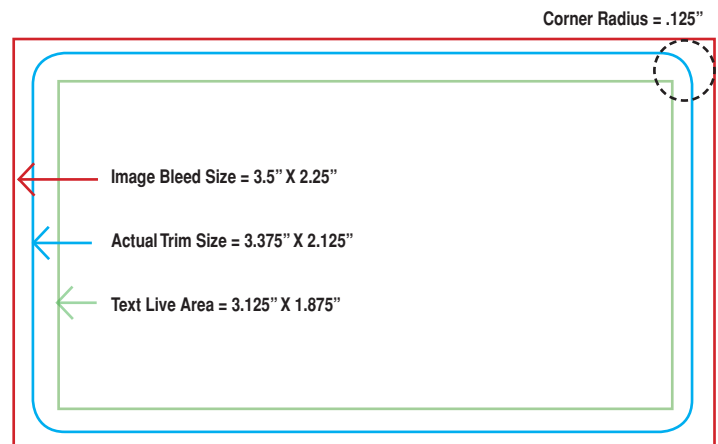 Corner Radius = .125”
Image Bleed Size = 3.5” X 2.25”
Actual Trim Size = 3.375” X 2.125”
Text Live Area = 3.125” X 1.875”